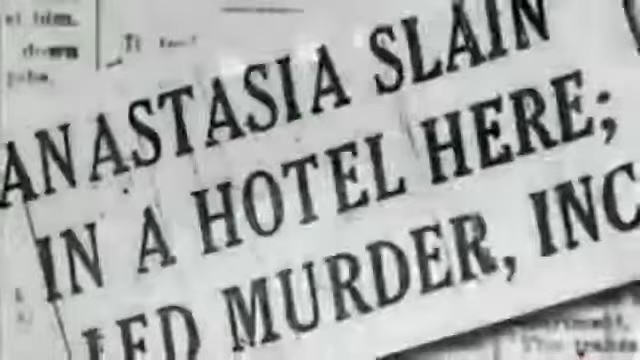 ANASTASIA SLAIN
IN A HOTEL HERE;
LED MURDER, INC